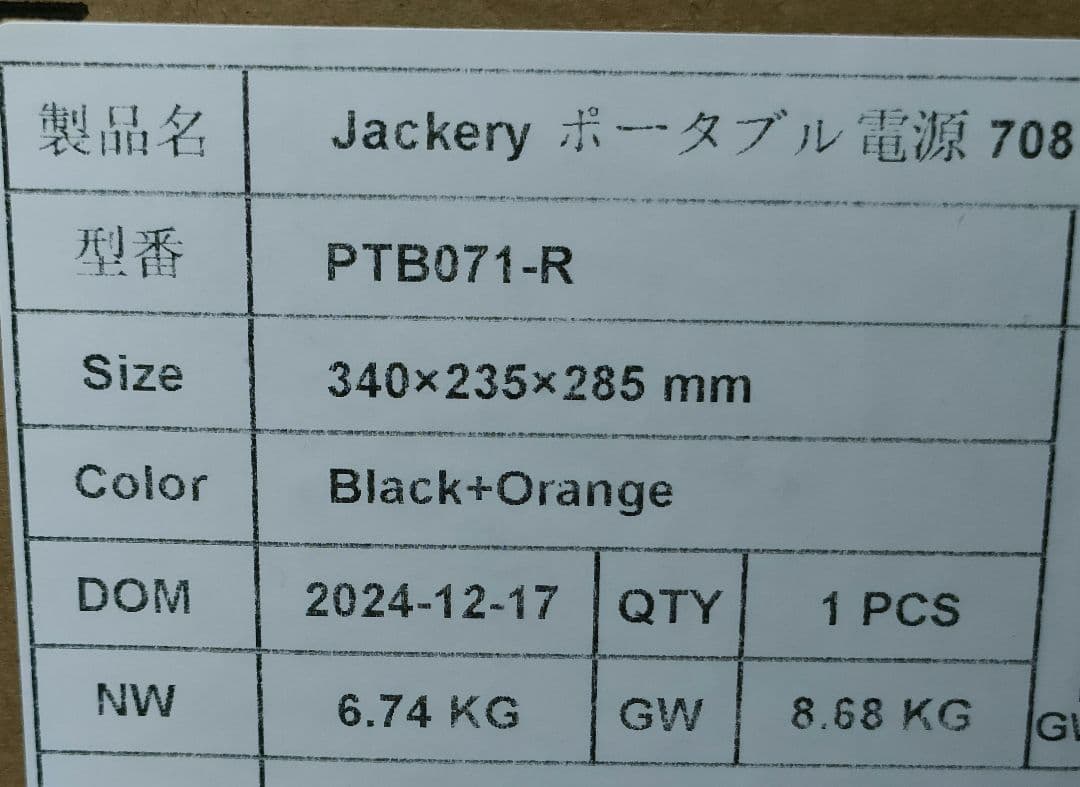 製品名 Jackery ポータブル電源 708
型番 PTB071-R
Size 340×235×285 mm
Color Black+Orange
DOM 2024-12-17 QTY 1 PCS
NW 6.74 KG GW 8.68 KG